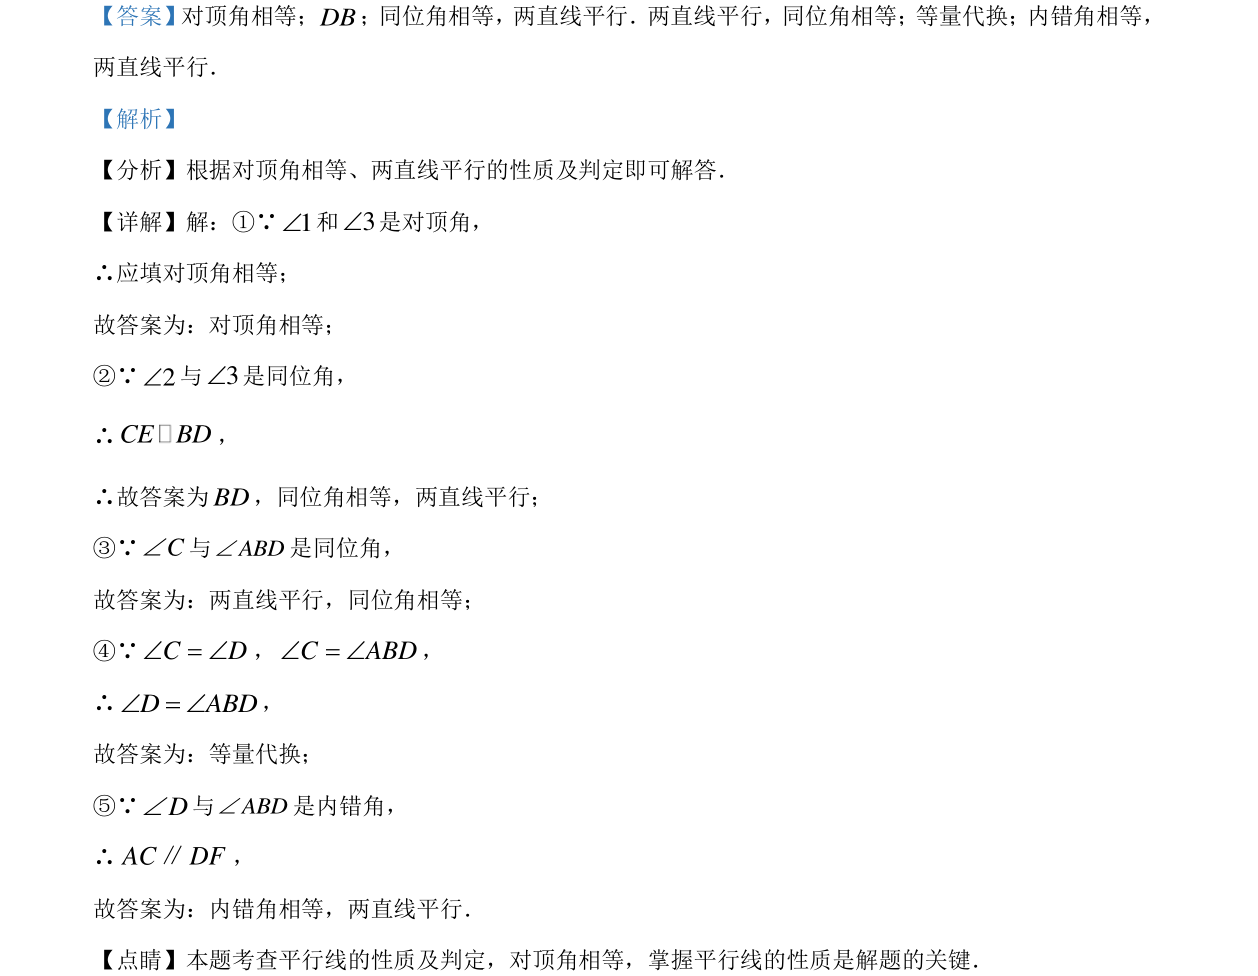 【答案】对顶角相等；DB；同位角相等，两直线平行．两直线平行，同位角相等；等量代换；内错角相等，
两直线平行．
【解析】
【分析】根据对顶角相等、两直线平行的性质及判定即可解答．
【详解】解：①∵∠1和∠3是对顶角，
∴应填对顶角相等；
故答案为：对顶角相等；
②∵∠2与∠3是同位角，
∴CE□BD，
∴故答案为BD，同位角相等，两直线平行；
③∵∠C与∠ABD是同位角，
故答案为：两直线平行，同位角相等；
④∵∠C=∠D，∠C=∠ABD，
∴∠D=∠ABD，
故答案为：等量代换；
⑤∵∠D与∠ABD是内错角，
∴AC∥DF，
故答案为：内错角相等，两直线平行．
【点睛】本题考查平行线的性质及判定，对顶角相等，掌握平行线的性质是解题的关键．